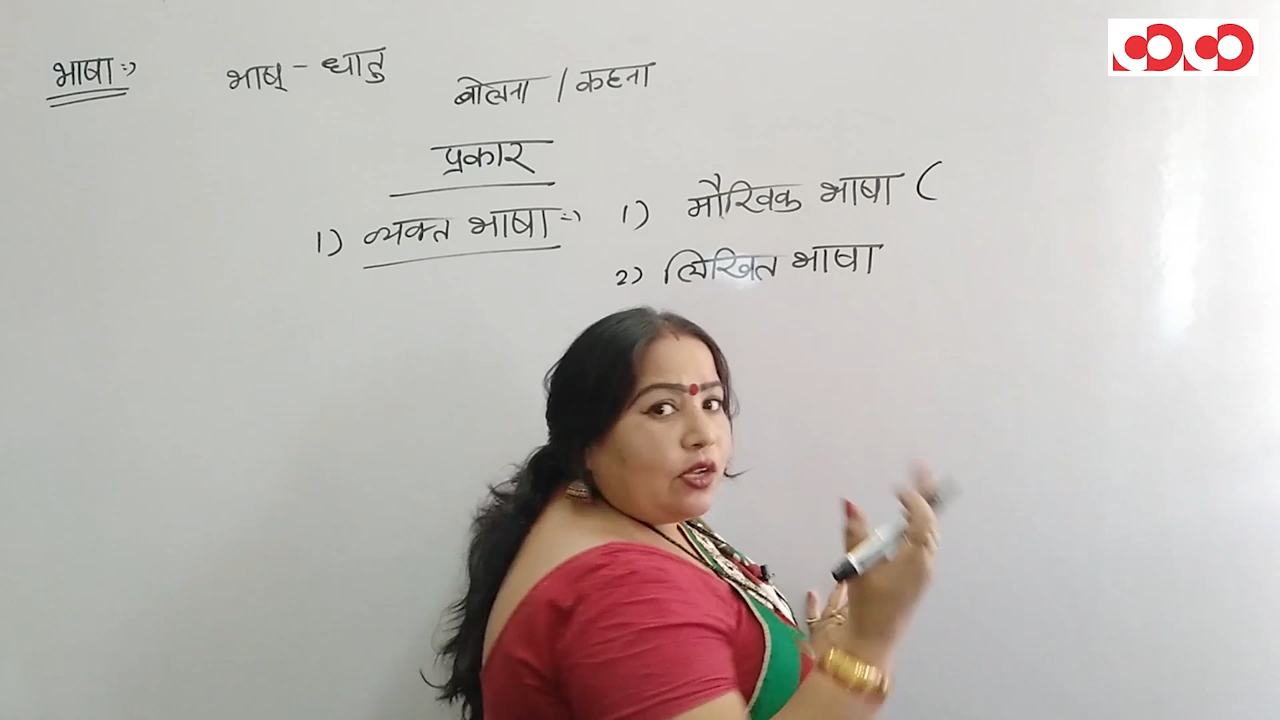 भाषा :→ भाष् - धातु बोलना / कहना
प्रकार
1) व्यक्त भाषा :→ 1) मौखिक भाषा (
2) लिखित भाषा